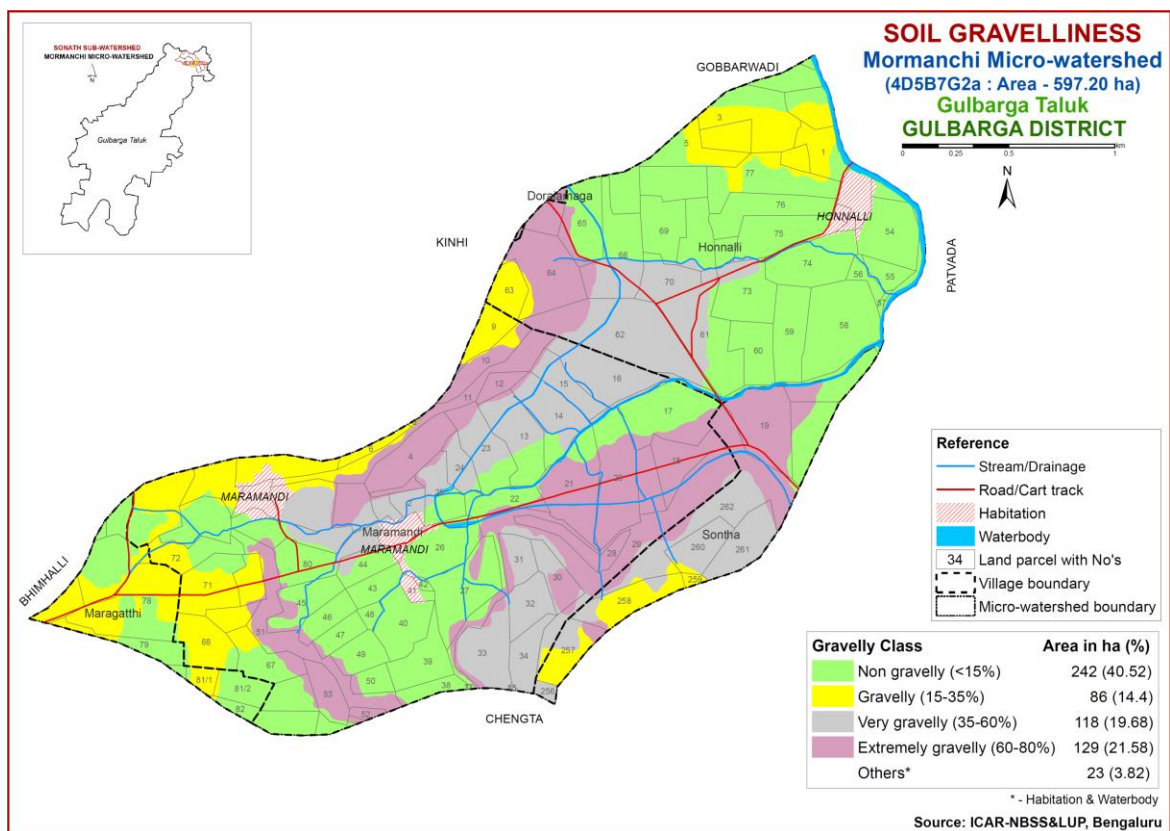 SOIL GRAVELLINESS
Mormanchi Micro-watershed
(4D5B7G2a : Area - 597.20 ha)
Gulbarga Taluk
GULBARGA DISTRICT
0 0.25 0.5 1
km
N
SONATH SUB-WATERSHED
MORMANCHI MICRO-WATERSHED
N
Gulbarga Taluk
GOBBARWADI
3
5
1
77
Dorajamaga
76
HONNALLI
65
69
75
54
KINHI
Honnalli
66
PATVADA
64
70
74
56
55
63
73
57
9
62
61
59
58
10
60
12
15
16
11
14
17
6
4
13
19
23
24
18
MARAMANDI
21
20
2
22
262
Maramandi
Sontha
MARAMANDI
26
31
28
29
260
261
72
80
44
BHIMHALLI
71
43
41
42
27
30
259
78
45
48
32
258
Maragatthi
46
40
51
47
68
257
79
67
49
39
33
34
81/1
81/2
53
50
38
256
82
52
CHENGTA
Reference
Stream/Drainage
Road/Cart track
Habitation
Waterbody
34 Land parcel with No's
Village boundary
Micro-watershed boundary
Gravelly Class Area in ha (%)
Non gravelly (<15%) 242 (40.52)
Gravelly (15-35%) 86 (14.4)
Very gravelly (35-60%) 118 (19.68)
Extremely gravelly (60-80%) 129 (21.58)
Others* 23 (3.82)
* - Habitation & Waterbody
Source: ICAR-NBSS&LUP, Bengaluru